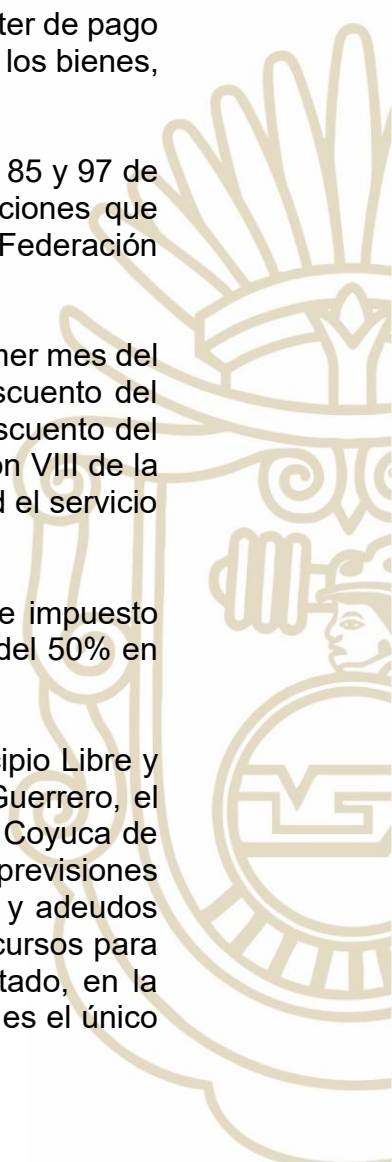 ter de pago
los bienes,
85 y 97 de
ciones que
Federación
ner mes del
scuento del
scuento del
ón VIII de la
d el servicio
e impuesto
del 50% en
ipio Libre y
Guerrero, el
Coyuca de
previsiones
y adeudos
cursos para
tado, en la
es el único